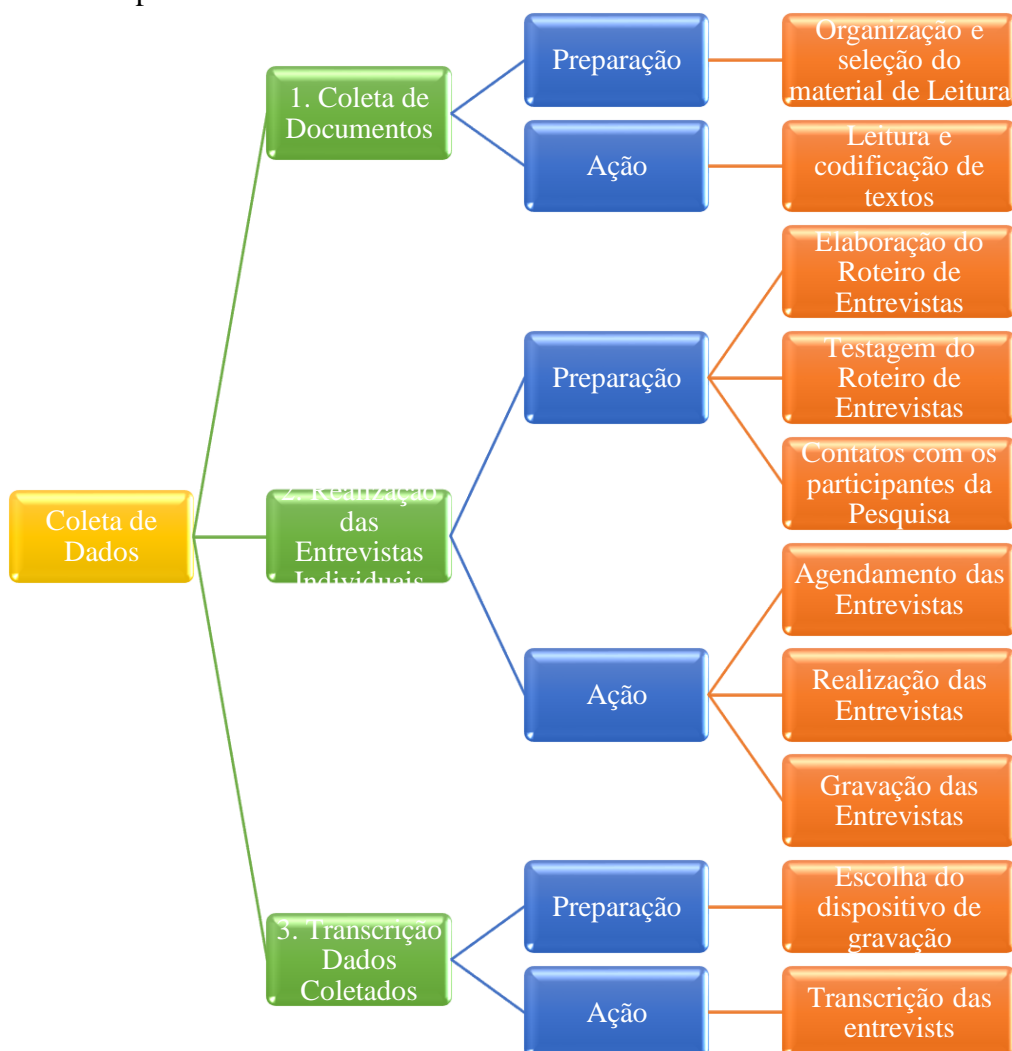 Organização e
seleção do
material de Leitura
Preparação
1. Coleta de
Documentos
Leitura e
codificação de
textos
Ação
Elaboração do
Roteiro de
Entrevistas
Testagem do
Roteiro de
Entrevistas
Preparação
Contatos com os
participantes da
Pesquisa
Coleta de
Dados
2. Realização
das
Entrevistas
Individuais
Agendamento das
Entrevistas
Realização das
Entrevistas
Ação
Gravação das
Entrevistas
Escolha do
dispositivo de
gravação
Preparação
3. Transcrição
Dados
Coletados
Transcrição das
entrevists
Ação